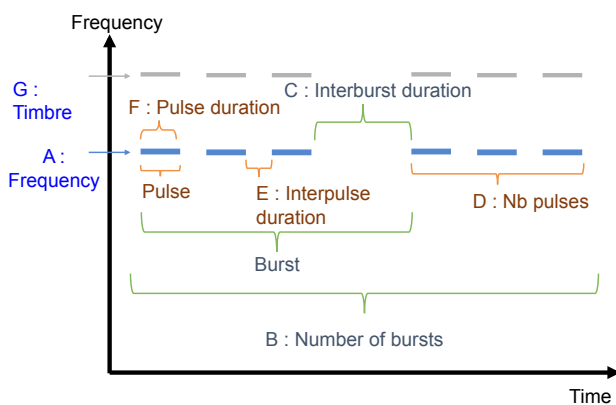 Frequency
G :
Timbre
C : Interburst duration
F : Pulse duration
A :
Frequency
Pulse
E : Interpulse
duration
D : Nb pulses
Burst
B : Number of bursts
Time